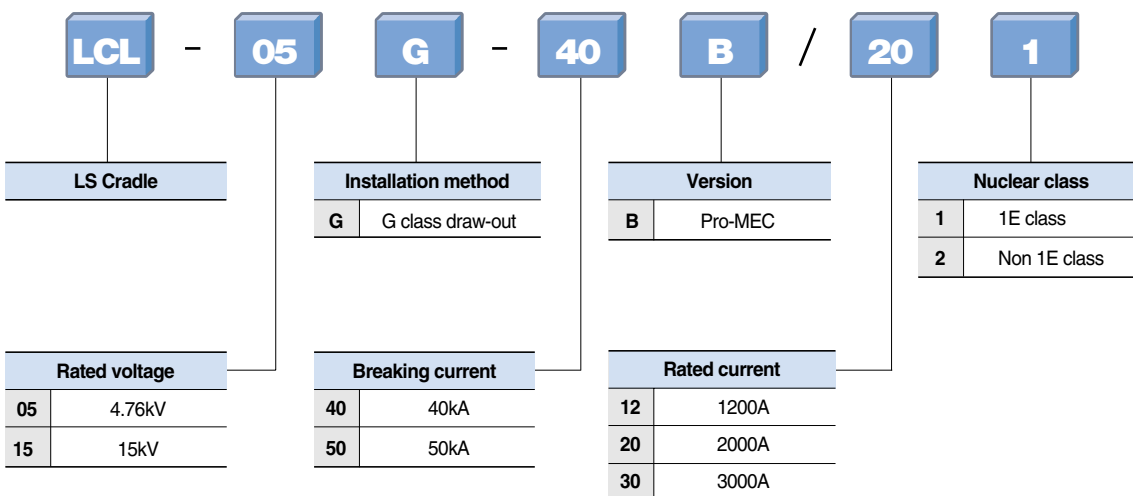 LCL - 05 G - 40 B / 20 1
LS Cradle
Installation method
G G class draw-out
Version
B Pro-MEC
Nuclear class
1 1E class
2 Non 1E class
Rated voltage
05 4.76kV
15 15kV
Breaking current
40 40kA
50 50kA
Rated current
12 1200A
20 2000A
30 3000A